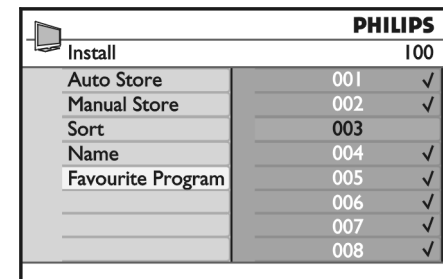 PHILIPS
Install 100
Auto Store 001 ✓
Manual Store 002 ✓
Sort 003
Name 004 ✓
Favourite Program 005 ✓
006 ✓
007 ✓
008 ✓